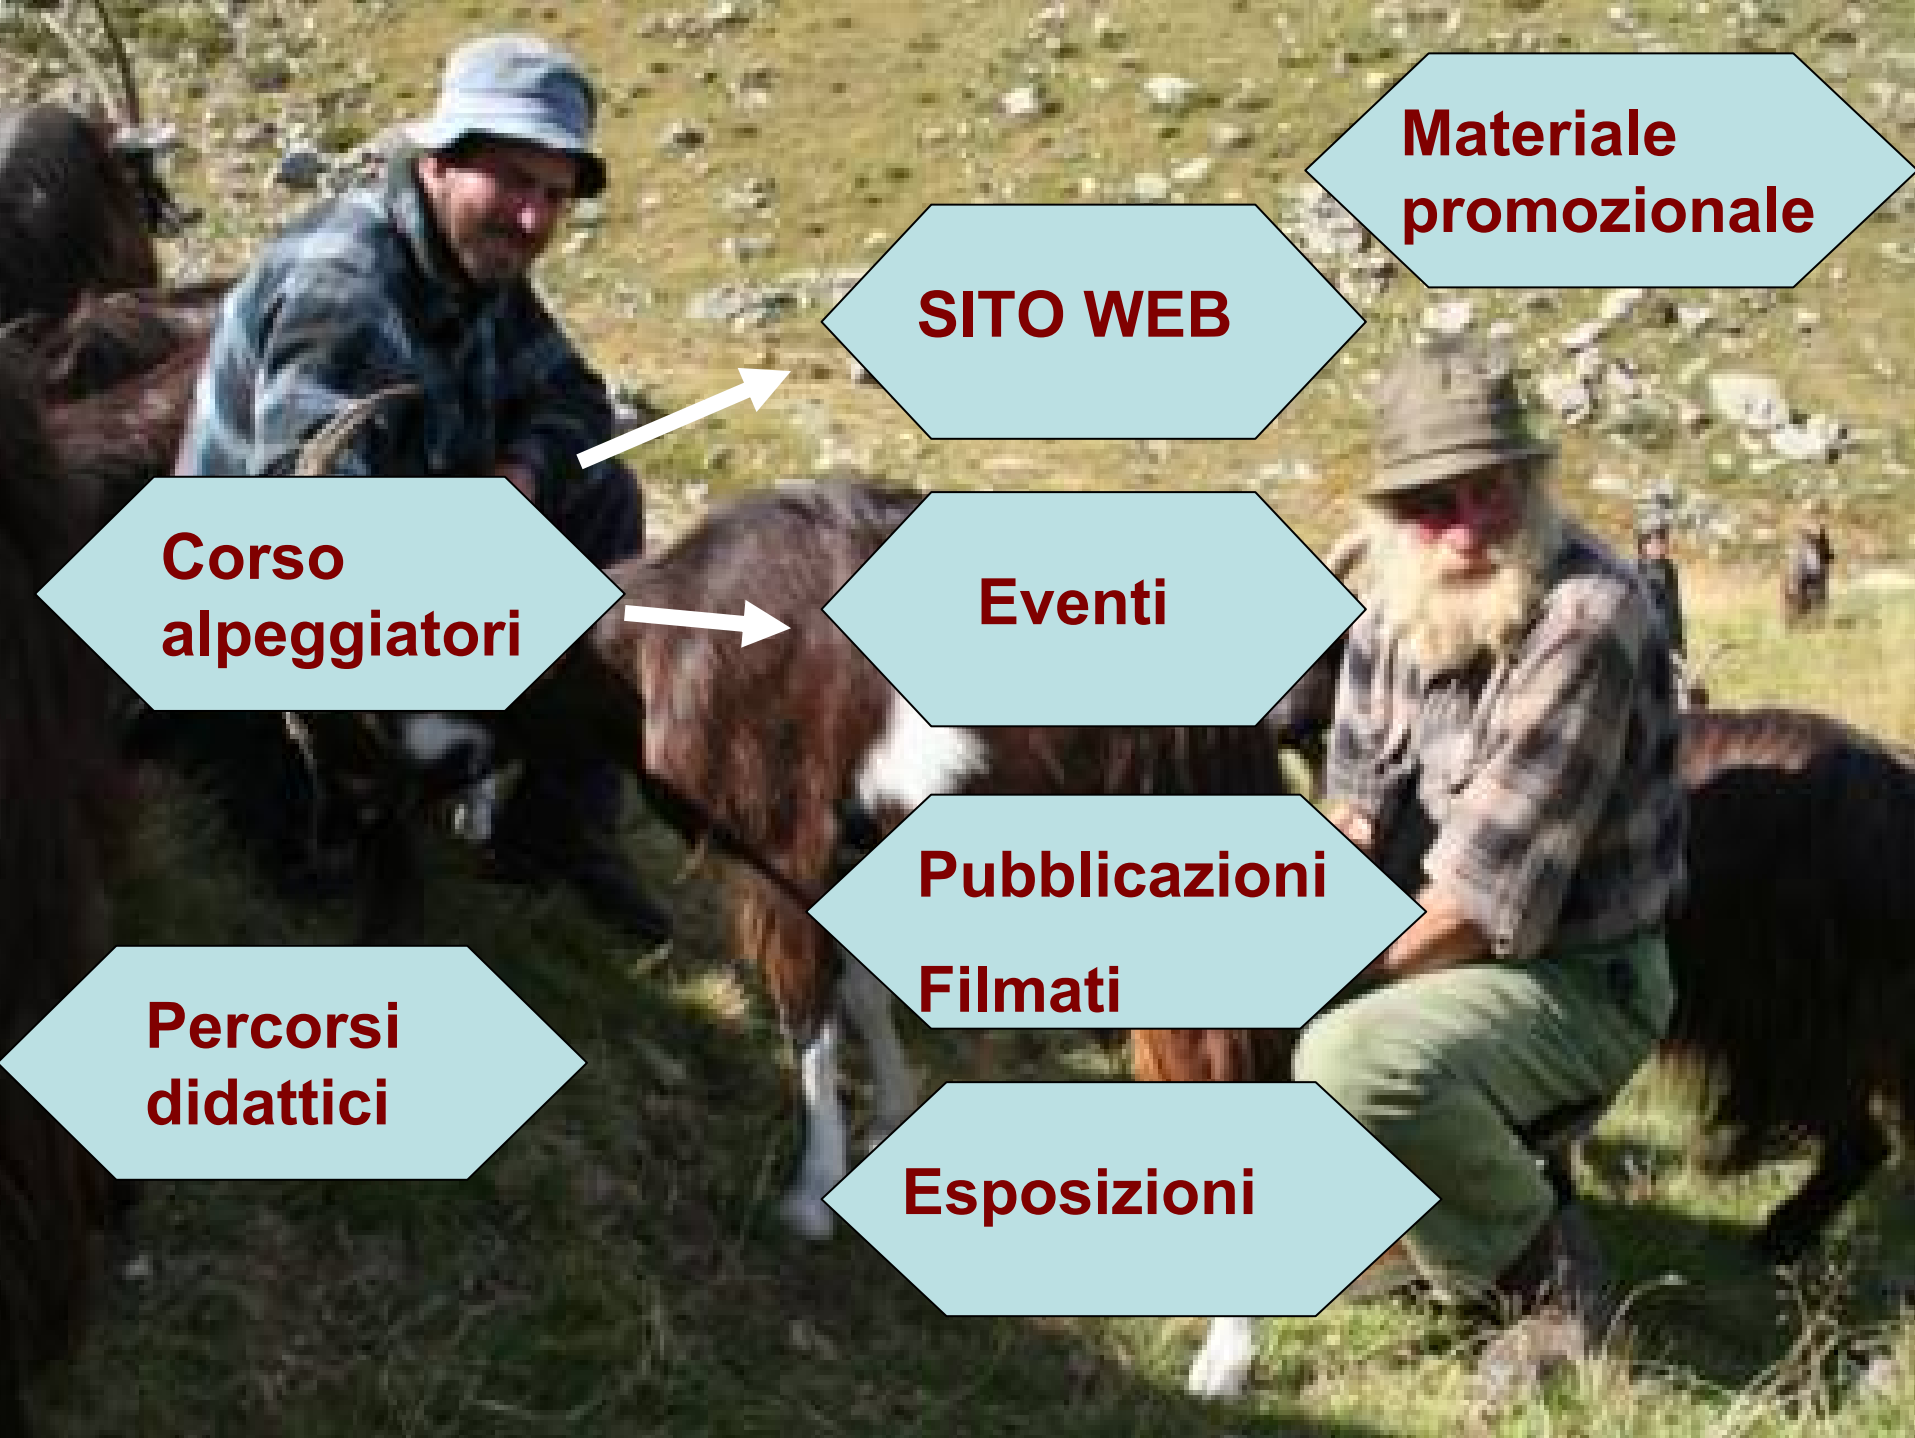 Materiale
promozionale
SITO WEB
Corso
alpeggiatori
Eventi
Pubblicazioni
Filmati
Percorsi
didattici
Esposizioni